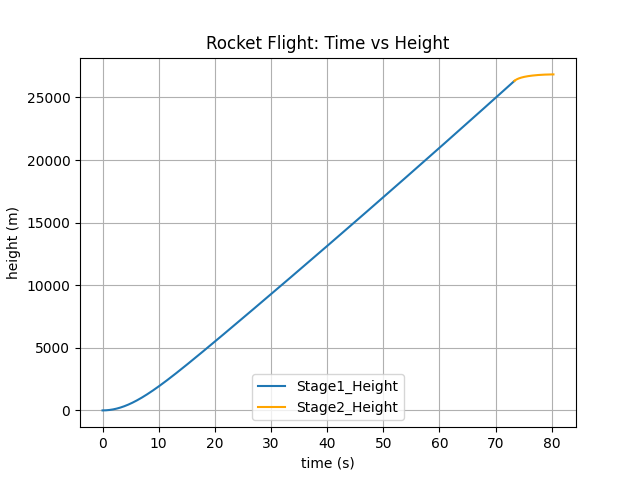 Rocket Flight: Time vs Height
height (m)
25000
20000
15000
10000
5000
0
Stage1_Height
Stage2_Height
0 10 20 30 40 50 60 70 80
time (s)